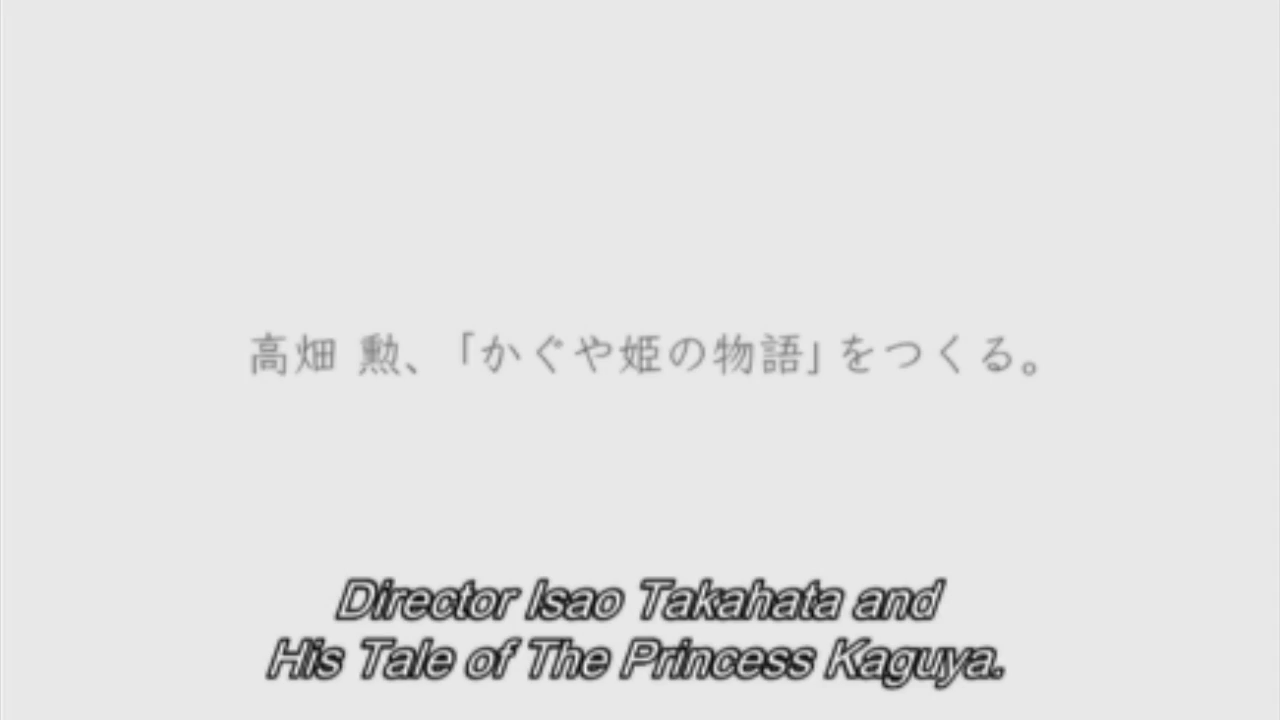 高畑 勲、「かぐや姫の物語」をつくる。
Director Isao Takahata and
His Tale of The Princess Kaguya.